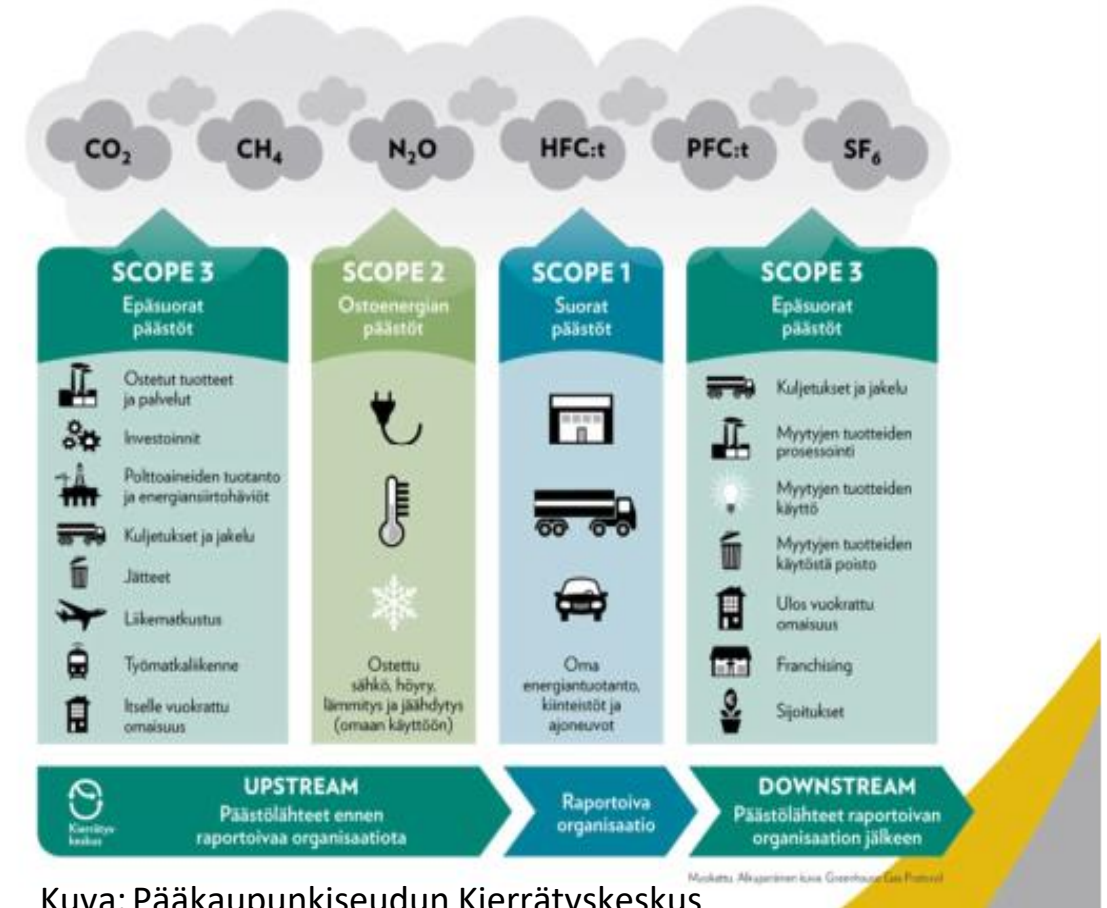 CO₂
CH₄
N₂O
HFC:t
PFC:t
SF₆
SCOPE 3
Epäsuorat
päästöt
Ostetut tuotteet
ja palvelut
Investoinnit
Polttoaineiden tuotanto
ja energiansiirtohäviöt
Kuljetukset ja jakelu
Jätteet
Liikematkustus
Työmatkaliikenne
Itselle vuokrattu
omaisuus
SCOPE 2
Ostoenergian
päästöt
Ostettu
sähkö, höyry,
lämmitys ja jäähdytys
(omaan käyttöön)
SCOPE 1
Suorat
päästöt
Oma
energiantuotanto,
kiinteistöt ja
ajoneuvot
SCOPE 3
Epäsuorat
päästöt
Kuljetukset ja jakelu
Myytyjen tuotteiden
prosessointi
Myytyjen tuotteiden
käyttö
Myytyjen tuotteiden
käytöstä poisto
Ulos vuokrattu
omaisuus
Franchising
Sijoitukset
Kierrätys
keskus
UPSTREAM
Päästölähteet ennen
raportoivaa organisaatiota
Raportoiva
organisaatio
DOWNSTREAM
Päästölähteet raportoivan
organisaation jälkeen
Muokattu. Alkuperäinen kuva: Greenhouse Gas Protocol
Kuva: Pääkaupunkiseudun Kierrätyskeskus